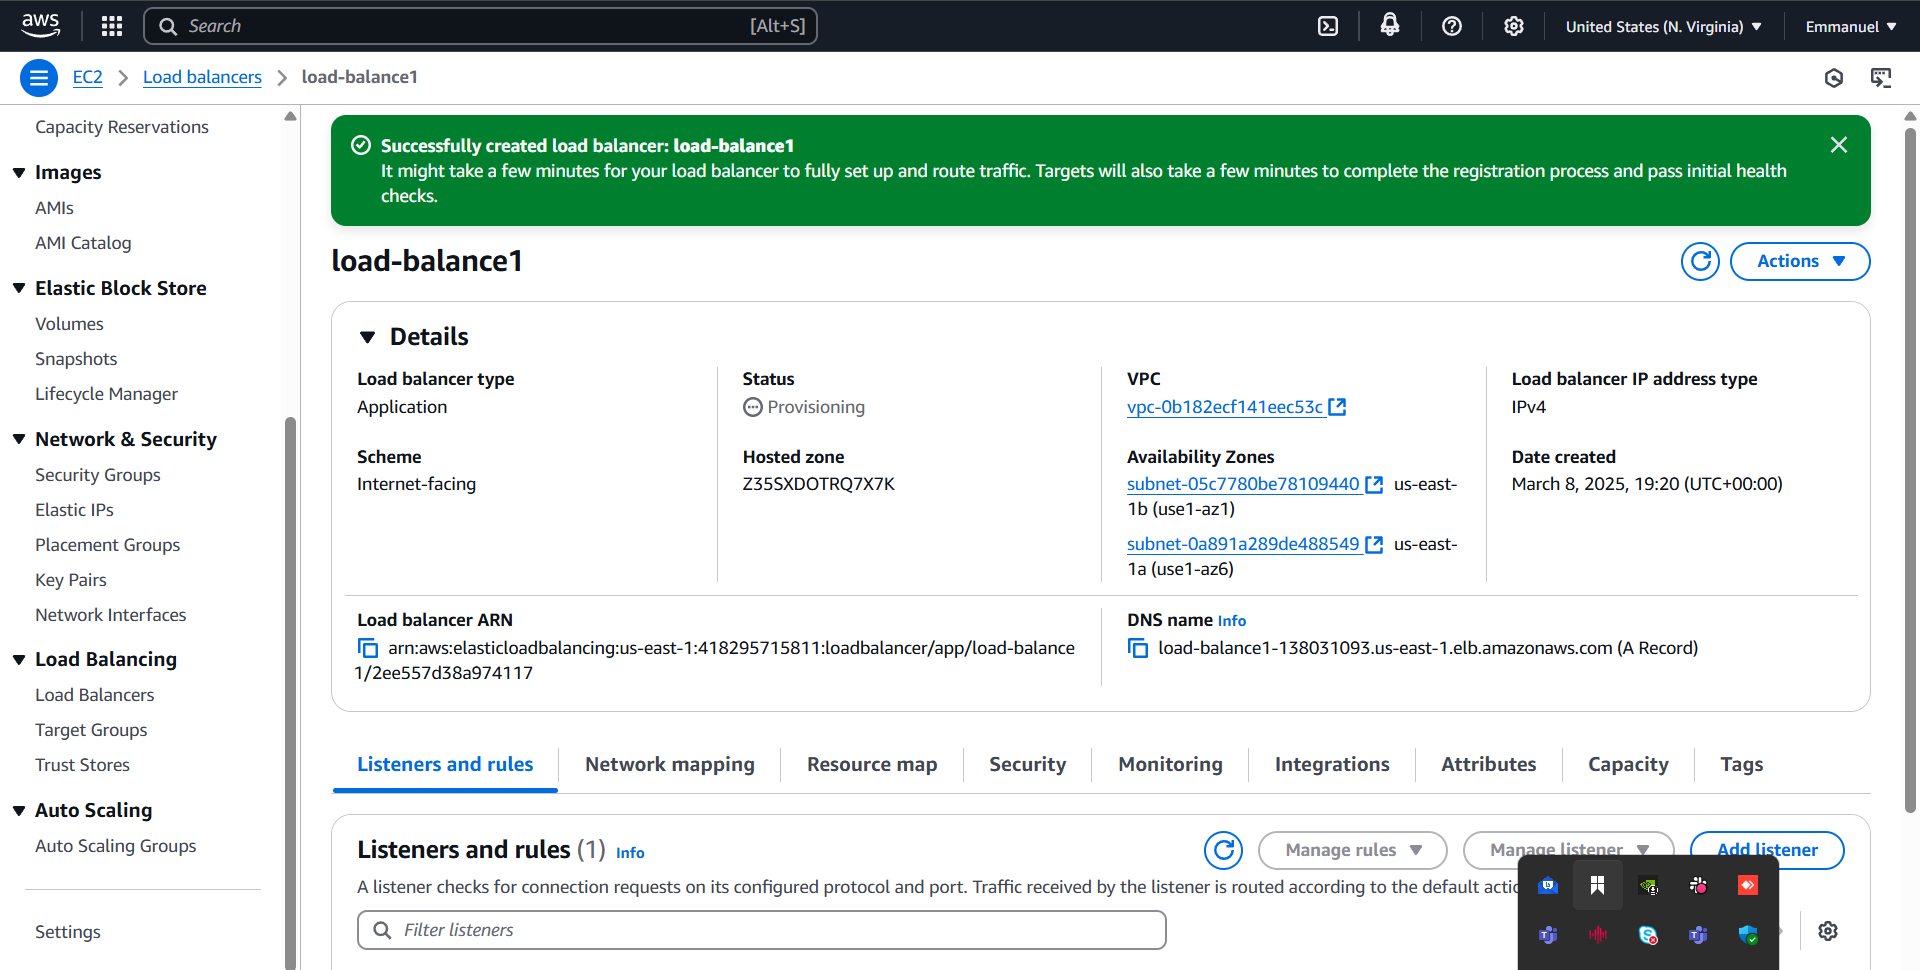 aws
Search
[Alt+S]
United States (N. Virginia)
Emmanuel
EC2
Load balancers
load-balance1
Capacity Reservations
Images
AMIs
AMI Catalog
Elastic Block Store
Volumes
Snapshots
Lifecycle Manager
Network & Security
Security Groups
Elastic IPs
Placement Groups
Key Pairs
Network Interfaces
Load Balancing
Load Balancers
Target Groups
Trust Stores
Auto Scaling
Auto Scaling Groups
Settings
Successfully created load balancer: load-balance1
It might take a few minutes for your load balancer to fully set up and route traffic. Targets will also take a few minutes to complete the registration process and pass initial health
checks.
load-balance1
Actions
Details
Load balancer type
Application
Status
Provisioning
VPC
vpc-0b182ecf141eec53c
Load balancer IP address type
IPv4
Scheme
Internet-facing
Hosted zone
Z35SXDOTRQ7X7K
Availability Zones
subnet-05c7780be78109440 us-east-
1b (use1-az1)
subnet-0a891a289de488549 us-east-
1a (use1-az6)
Date created
March 8, 2025, 19:20 (UTC+00:00)
Load balancer ARN
arn:aws:elasticloadbalancing:us-east-1:418295715811:loadbalancer/app/load-balance
1/2ee557d38a974117
DNS name Info
load-balance1-138031093.us-east-1.elb.amazonaws.com (A Record)
Listeners and rules
Network mapping
Resource map
Security
Monitoring
Integrations
Attributes
Capacity
Tags
Listeners and rules (1) Info
Manage rules
Manage listener
Add listener
A listener checks for connection requests on its configured protocol and port. Traffic received by the listener is routed according to the default actio
Filter listeners